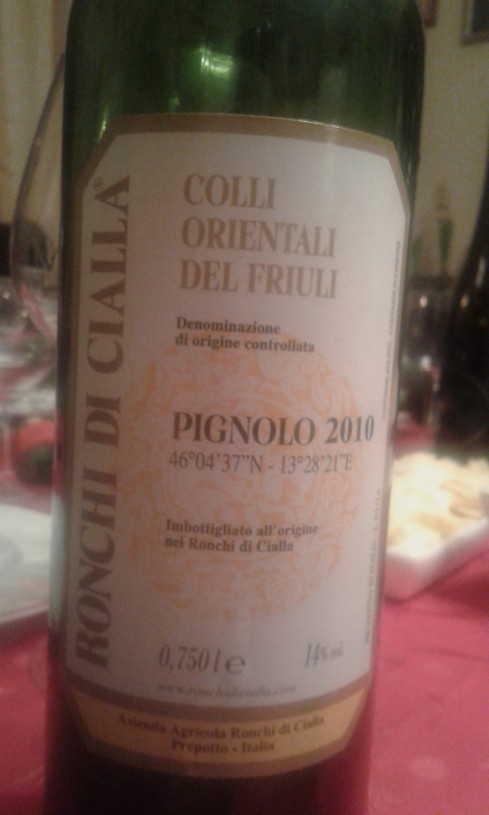 RONCHI DI CIALLA®
COLLI
ORIENTALI
DEL FRIULI
Denominazione
di origine controllata
PIGNOLO 2010
46°04'37"N - 13°28'21"E
Imbottigliato all'origine
nei Ronchi di Cialla
0,750 l e 14% vol.
www.ronchidicialla.com
Azienda Agricola Ronchi di Cialla
Prepotto - Italia